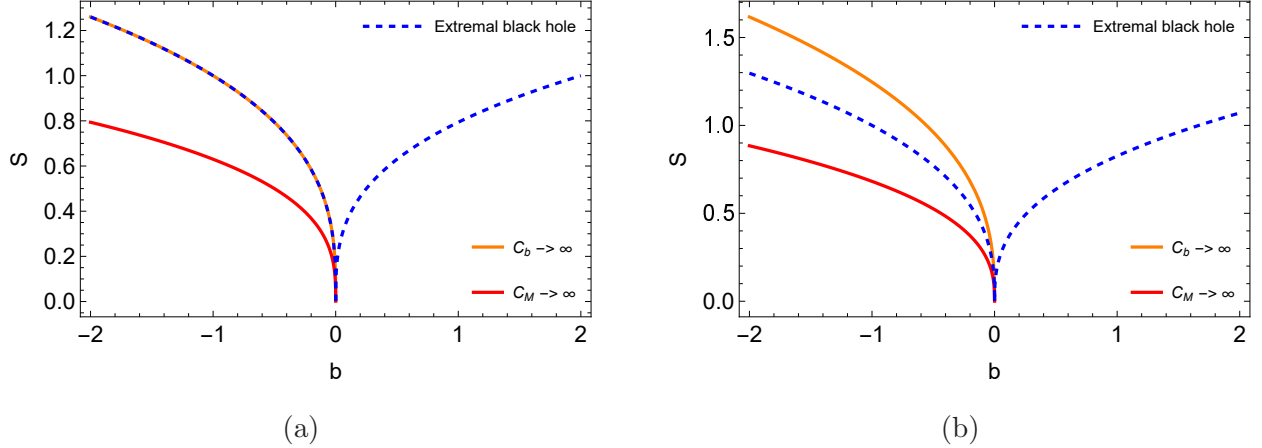 Extremal black hole
1.2
1.0
0.8
S
0.6
0.4
0.2
0.0
C_b -> ∞
C_M -> ∞
−2
−1
0
1
2
b
(a)
Extremal black hole
1.5
1.0
S
0.5
0.0
C_b -> ∞
C_M -> ∞
−2
−1
0
1
2
b
(b)